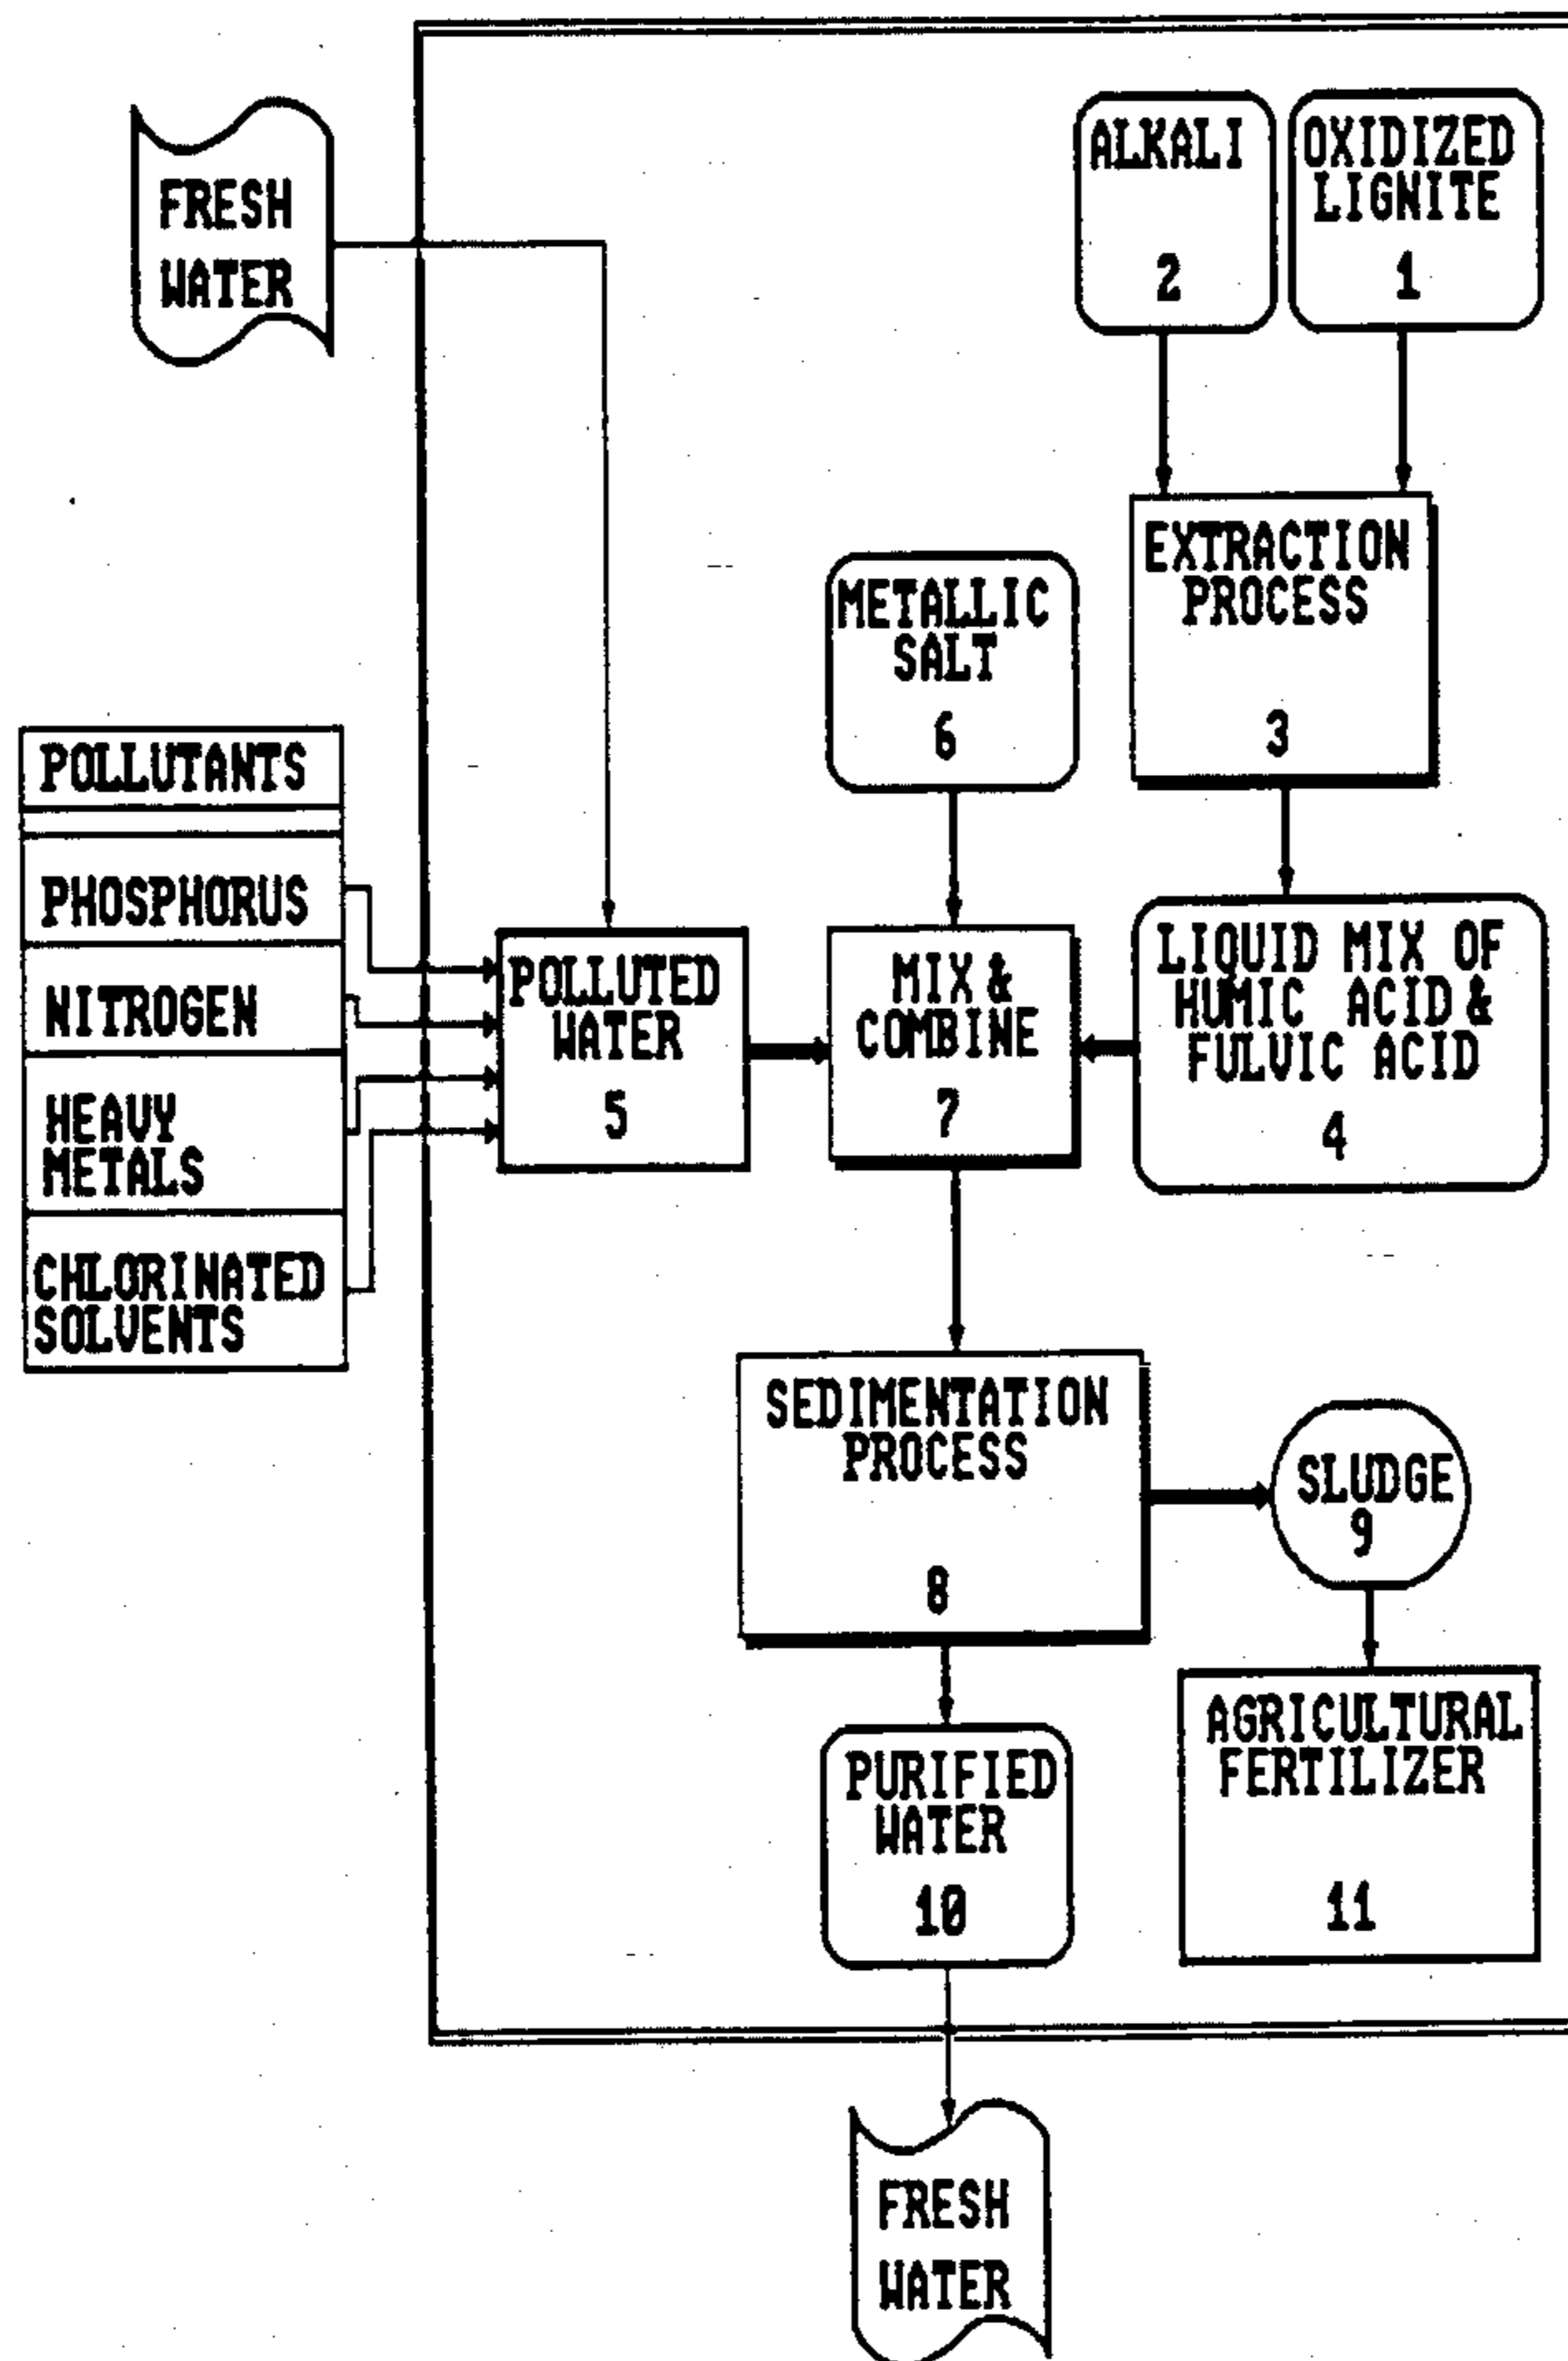 FRESH
WATER
ALKALI
2
OXIDIZED
LIGNITE
1
EXTRACTION
PROCESS
3
METALLIC
SALT
6
POLLUTANTS
PHOSPHORUS
NITROGEN
HEAVY
METALS
CHLORINATED
SOLVENTS
POLLUTED
WATER
5
MIX &
COMBINE
7
LIQUID MIX OF
HUMIC ACID &
FULVIC ACID
4
SEDIMENTATION
PROCESS
8
SLUDGE
9
PURIFIED
WATER
10
AGRICULTURAL
FERTILIZER
11
FRESH
WATER